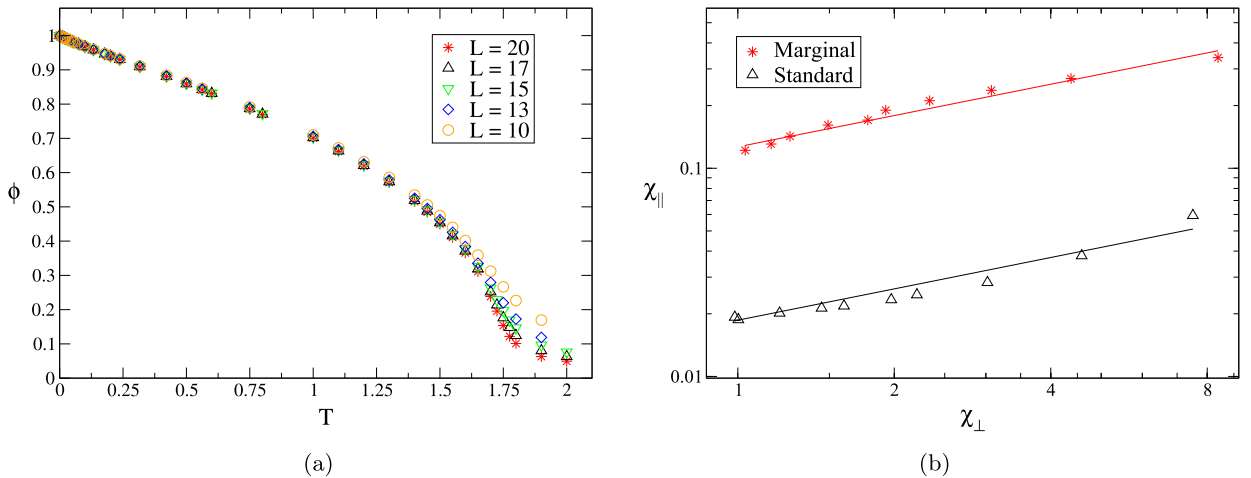 1
0.9
0.8
0.7
0.6
0.5
0.4
0.3
0.2
0.1
0
ϕ
L = 20
L = 17
L = 15
L = 13
L = 10
0 0.25 0.5 0.75 1 1.25 1.5 1.75 2
T
(a)
Marginal
Standard
0.1
0.01
χ∥
1 2 4 8
χ⊥
(b)